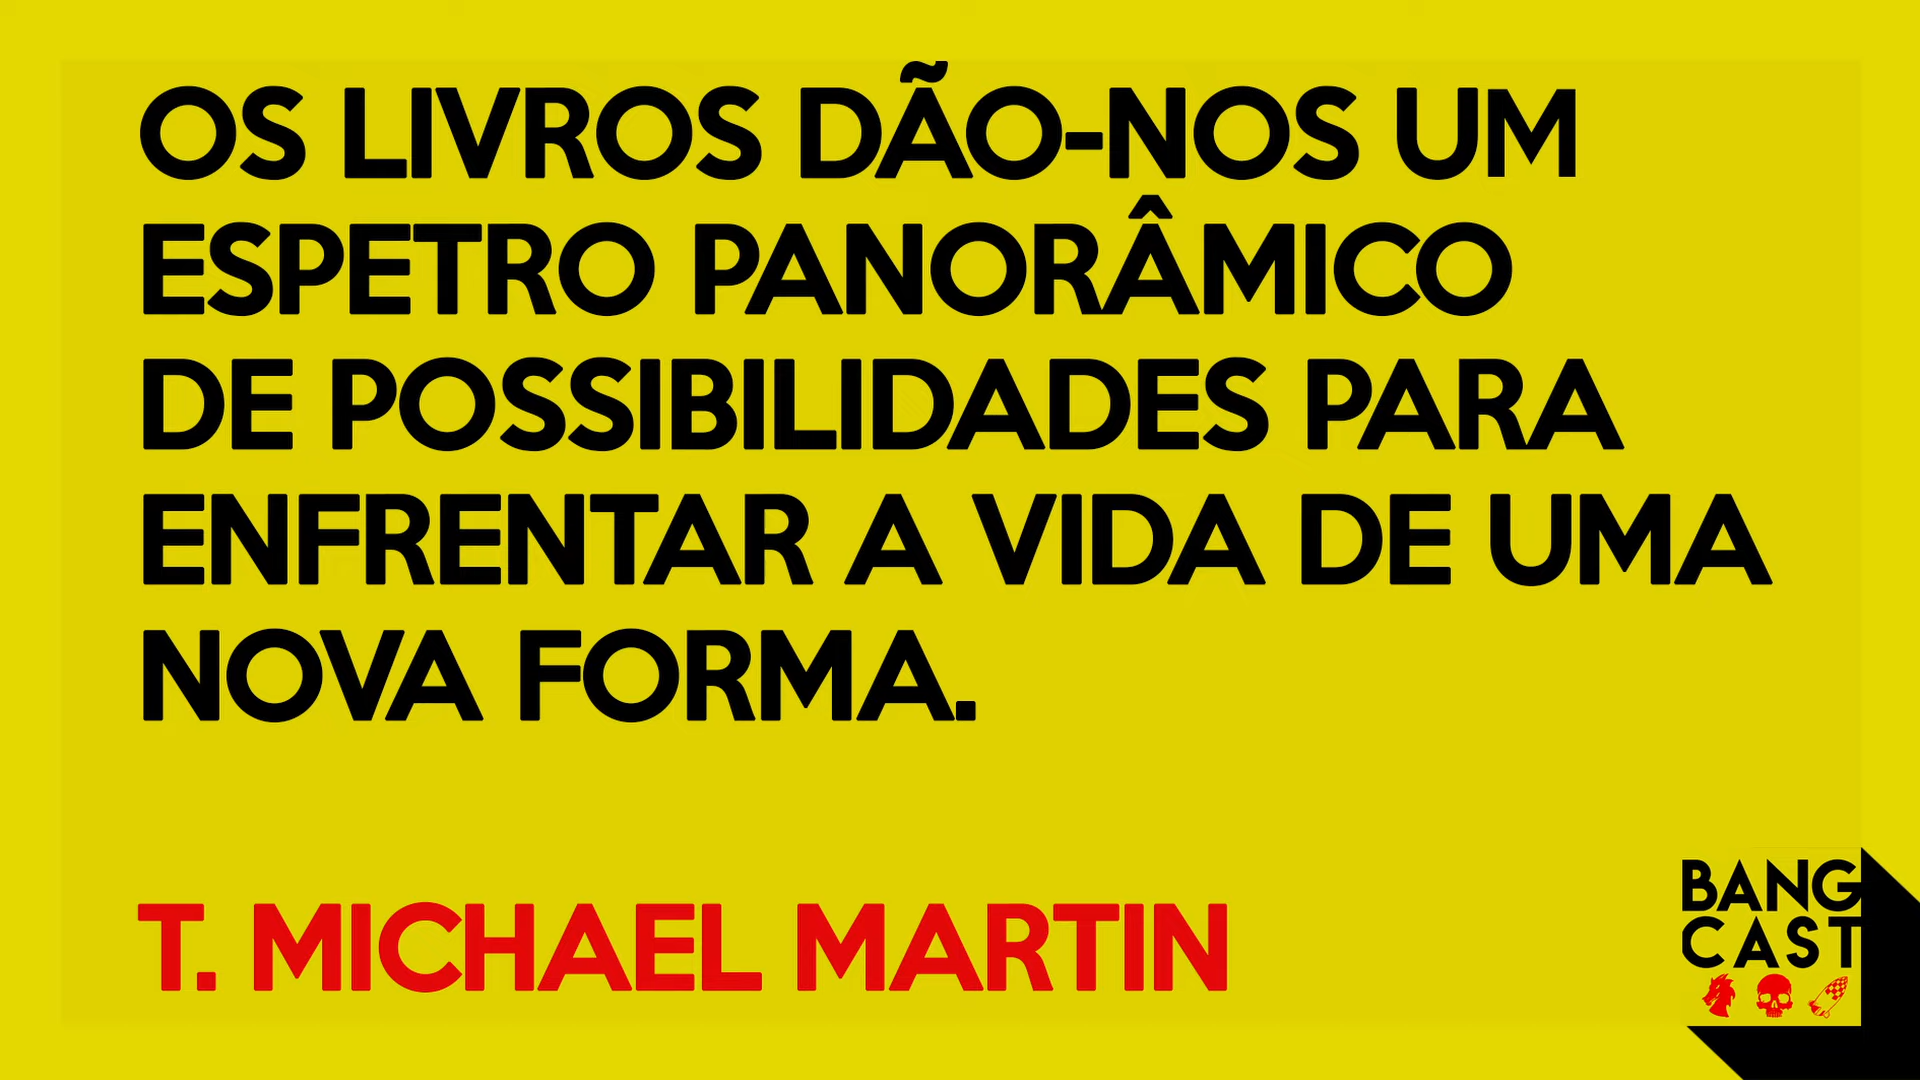 OS LIVROS DÃO-NOS UM
ESPETRO PANORÂMICO
DE POSSIBILIDADES PARA
ENFRENTAR A VIDA DE UMA
NOVA FORMA.
T. MICHAEL MARTIN
BANG
CAST